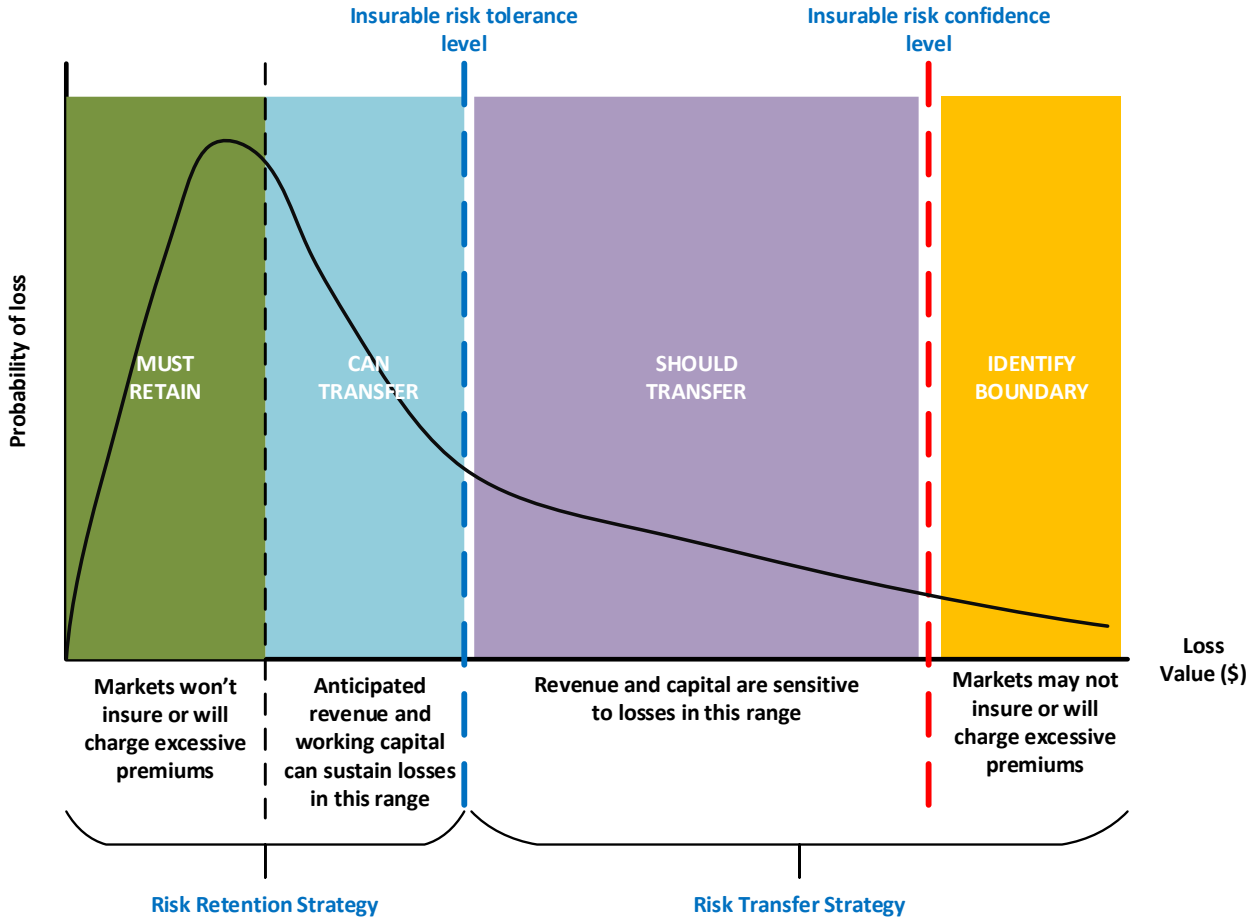 Insurable risk tolerance
level
Insurable risk confidence
level
Probability of loss
MUST
RETAIN
CAN
TRANSFER
SHOULD
TRANSFER
IDENTIFY
BOUNDARY
Loss
Value ($)
Markets won’t
insure or will
charge excessive
premiums
Anticipated
revenue and
working capital
can sustain losses
in this range
Revenue and capital are sensitive
to losses in this range
Markets may not
insure or will
charge excessive
premiums
Risk Retention Strategy
Risk Transfer Strategy